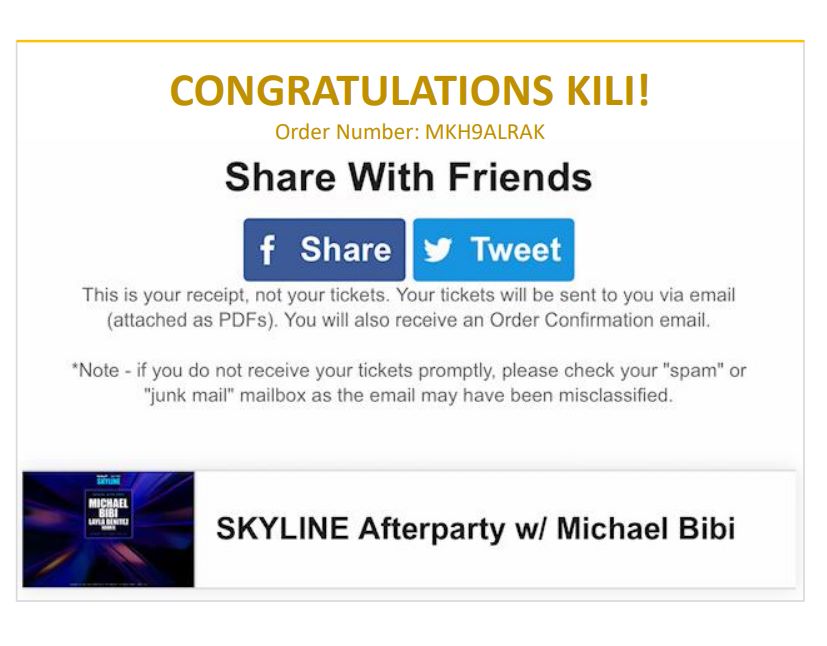 CONGRATULATIONS KILI!
Order Number: MKH9ALRAK
Share With Friends
f Share
Tweet
This is your receipt, not your tickets. Your tickets will be sent to you via email
(attached as PDFs). You will also receive an Order Confirmation email.
*Note - if you do not receive your tickets promptly, please check your "spam" or
"junk mail" mailbox as the email may have been misclassified.
SKYLINE
MICHAEL
BIBI
LAYLA BENITEZ
SKYLINE Afterparty w/ Michael Bibi